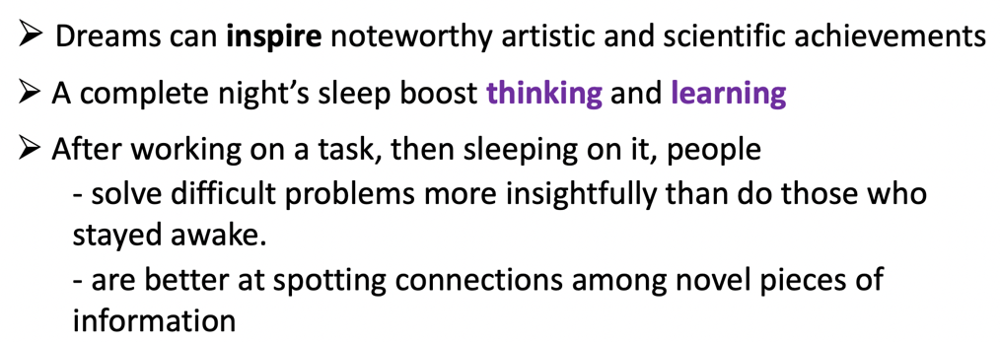 ➢ Dreams can inspire noteworthy artistic and scientific achievements
➢ A complete night’s sleep boost thinking and learning
➢ After working on a task, then sleeping on it, people
- solve difficult problems more insightfully than do those who
stayed awake.
- are better at spotting connections among novel pieces of
information